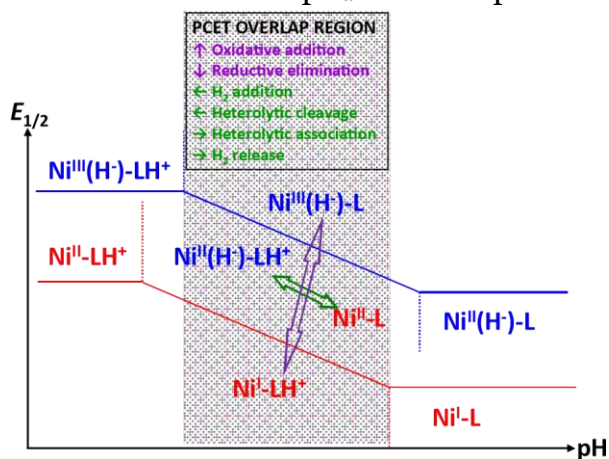 PCET OVERLAP REGION
↑ Oxidative addition
↓ Reductive elimination
← H₂ addition
← Heterolytic cleavage
→ Heterolytic association
→ H₂ release
E₁/₂
Niᴵᴵᴵ(H⁻)-LH⁺
Niᴵᴵᴵ(H⁻)-L
Niᴵᴵ-LH⁺
Niᴵᴵ(H⁻)-LH⁺
Niᴵᴵ-L
Niᴵᴵ(H⁻)-L
Niᴵ-LH⁺
Niᴵ-L
pH